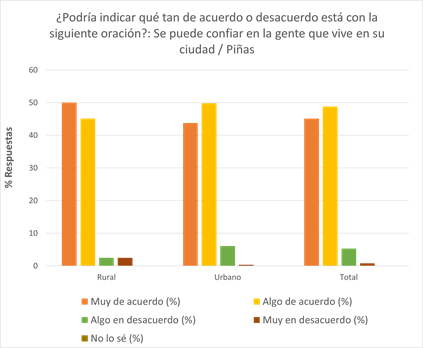 ¿Podría indicar qué tan de acuerdo o desacuerdo está con la
siguiente oración?: Se puede confiar en la gente que vive en su
ciudad / Piñas
60
50
40
30
20
10
0
% Respuestas
Rural Urbano Total
Muy de acuerdo (%) Algo de acuerdo (%)
Algo en desacuerdo (%) Muy en desacuerdo (%)
No lo sé (%)